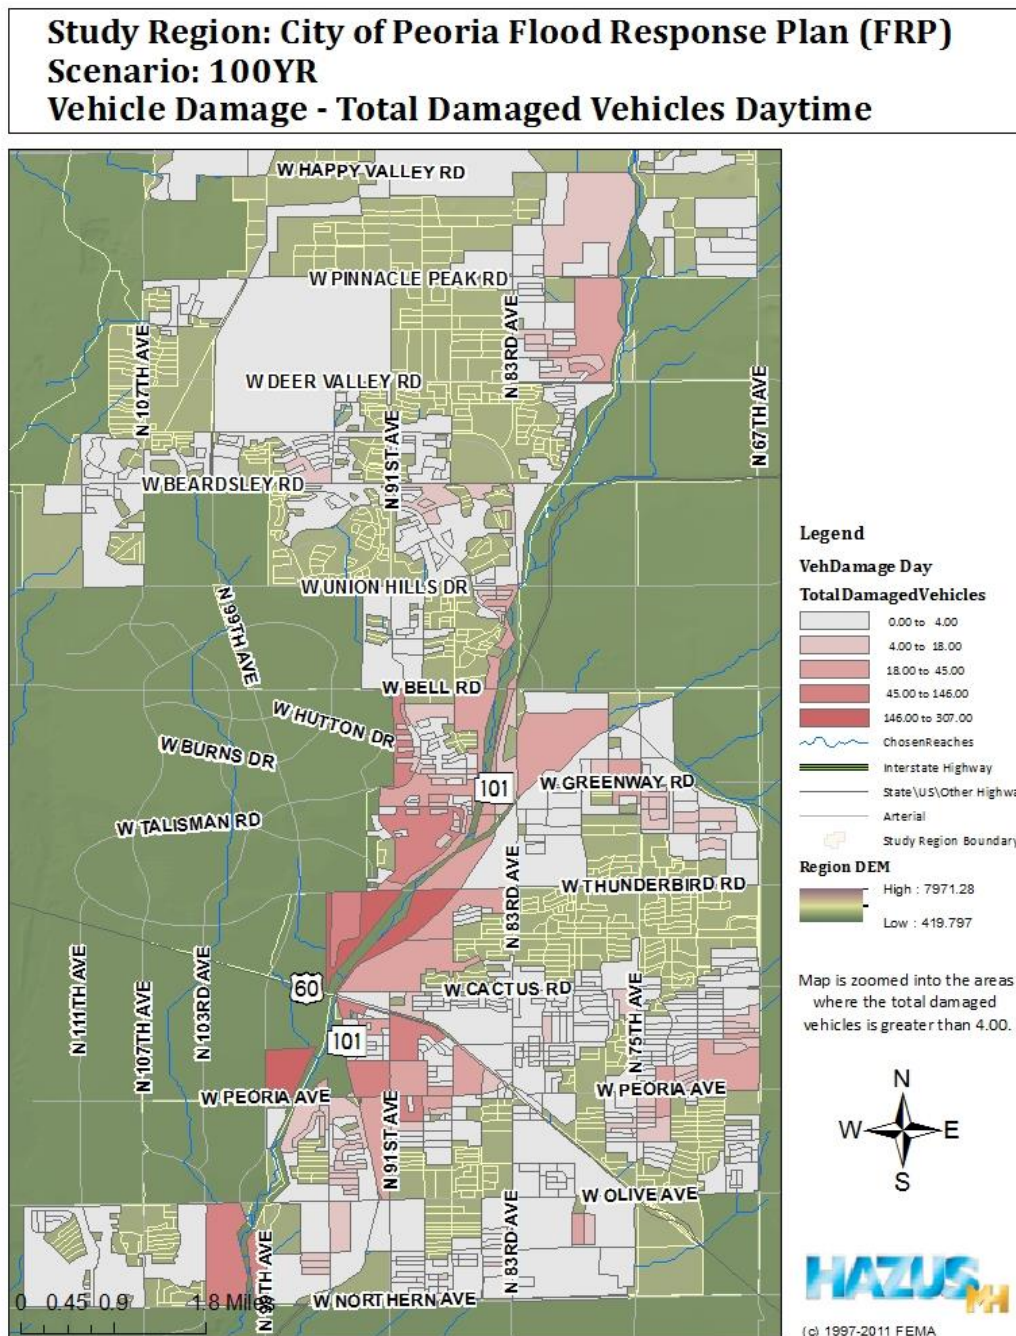 Study Region: City of Peoria Flood Response Plan (FRP)
Scenario: 100YR
Vehicle Damage - Total Damaged Vehicles Daytime
W HAPPY VALLEY RD
W PINNACLE PEAK RD
N 83RD AVE
N 107TH AVE
W DEER VALLEY RD
N 67TH AVE
N 91ST AVE
W BEARDSLEY RD
W UNION HILLS DR
N 99TH AVE
W BELL RD
W HUTTON DR
W BURNS DR
101
W GREENWAY RD
W TALISMAN RD
N 83RD AVE
W THUNDERBIRD RD
N 111TH AVE
N 107TH AVE
N 103RD AVE
60
W CACTUS RD
N 75TH AVE
101
W PEORIA AVE
W PEORIA AVE
N 91ST AVE
W OLIVE AVE
N 83RD AVE
N 99TH AVE
W NORTHERN AVE
0 0.45 0.9 1.8 Miles
Legend
VehDamage Day
TotalDamagedVehicles
0.00 to 4.00
4.00 to 18.00
18.00 to 45.00
45.00 to 146.00
146.00 to 307.00
ChosenReaches
Interstate Highway
State\US\Other Highwa
Arterial
Study Region Boundary
Region DEM
High : 7971.28
Low : 419.797
Map is zoomed into the areas
where the total damaged
vehicles is greater than 4.00.
N
W E
S
HAZUS
MH
(c) 1997-2011 FEMA